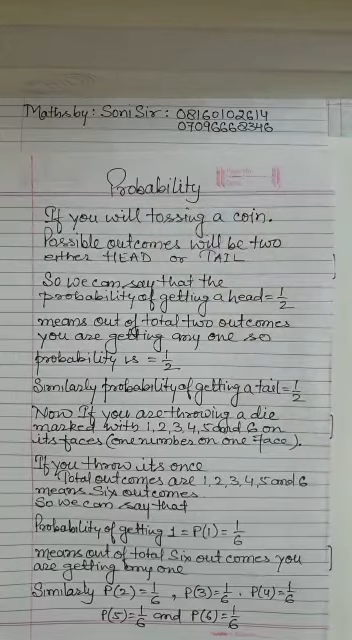 Maths by: Soni Sir: 08160102614
07096668346
Probability
If you will tossing a coin.
Possible outcomes will be two
either HEAD or TAIL
So we can say that the
probability of getting a head = 1/2
means out of total two outcomes
you are getting any one so
probability is = 1/2
Similarly probability of getting a tail = 1/2
Now If you are throwing a die
marked with 1,2,3,4,5 and 6 on
its faces (one number on one face).
If you throw its once
Total outcomes are 1,2,3,4,5 and 6
means Six outcomes
So we can say that
Probability of getting 1 = P(1) = 1/6
means out of total Six out comes you
are getting any one
Similarly P(2) = 1/6, P(3) = 1/6, P(4) = 1/6
P(5) = 1/6 and P(6) = 1/6